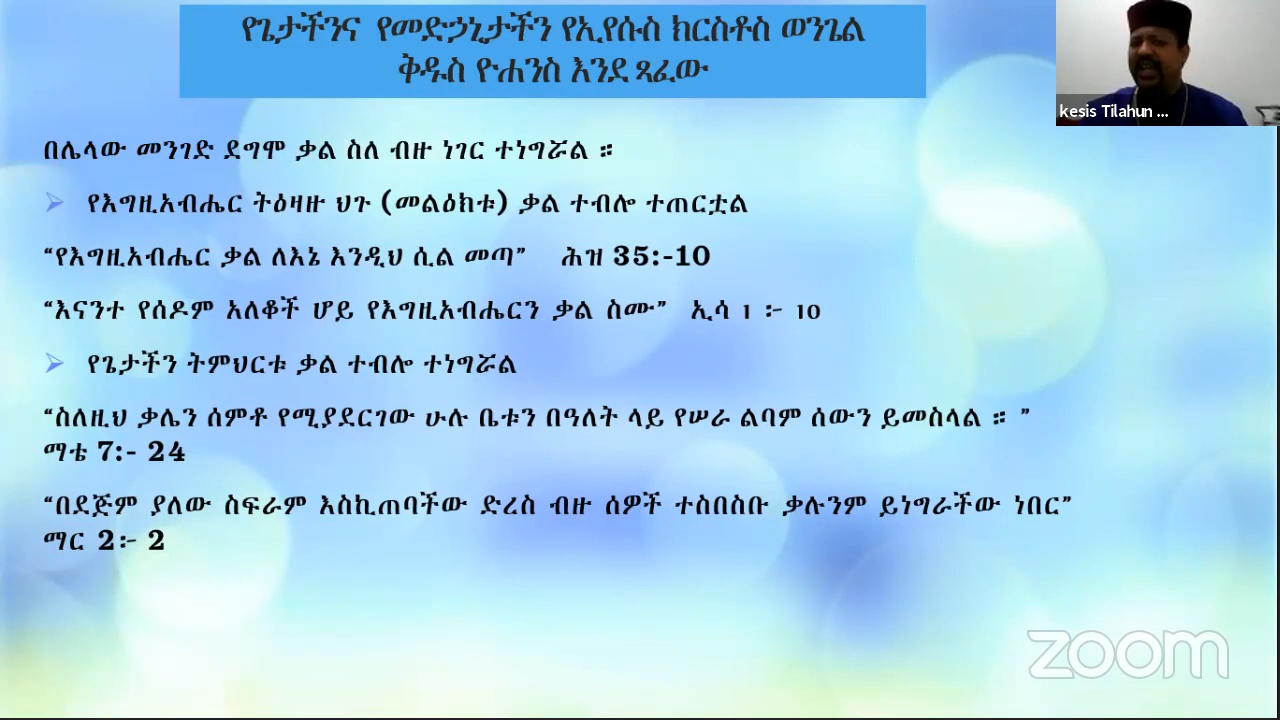 የጌታችንና የመድኃኒታችን የኢየሱስ ክርስቶስ ወንጌል
ቅዱስ ዮሐንስ እንደ ጻፈው
kesis Tilahun ...
በሌላው መንገድ ደግሞ ቃል ስለ ብዙ ነገር ተነግሯል ።
➢ የእግዚአብሔር ትዕዛዙ ህጉ (መልዕክቱ) ቃል ተብሎ ተጠርቷል
“የእግዚአብሔር ቃል ለእኔ እንዲህ ሲል መጣ” ሕዝ 35:-10
“እናንተ የሰዶም አለቆች ሆይ የእግዚአብሔርን ቃል ስሙ” ኢሳ 1 ፦ 10
➢ የጌታችን ትምህርቱ ቃል ተብሎ ተነግሯል
“ስለዚህ ቃሌን ሰምቶ የሚያደርገው ሁሉ ቤቱን በዓለት ላይ የሠራ ልባም ሰውን ይመስላል ። ”
ማቴ 7:- 24
“በደጅም ያለው ስፍራም እስኪጠባችው ድረስ ብዙ ሰዎች ተስበስቡ ቃሉንም ይነግራችው ነበር”
ማር 2፦ 2
zoom